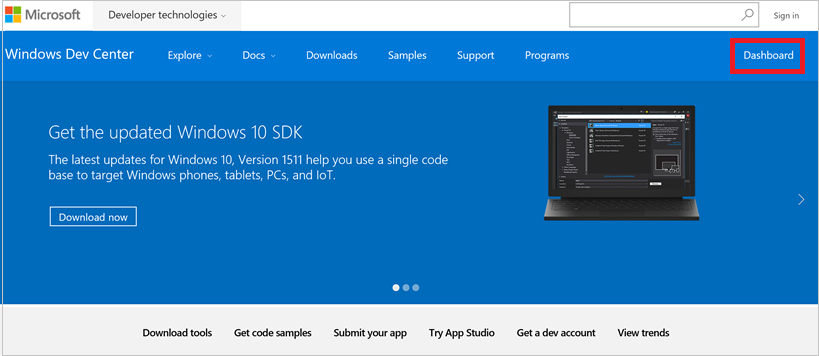 Microsoft Developer technologies Sign in
Windows Dev Center Explore Docs Downloads Samples Support Programs Dashboard
Get the updated Windows 10 SDK
The latest updates for Windows 10, Version 1511 help you use a single code
base to target Windows phones, tablets, PCs, and IoT.
Download now
Download tools Get code samples Submit your app Try App Studio Get a dev account View trends